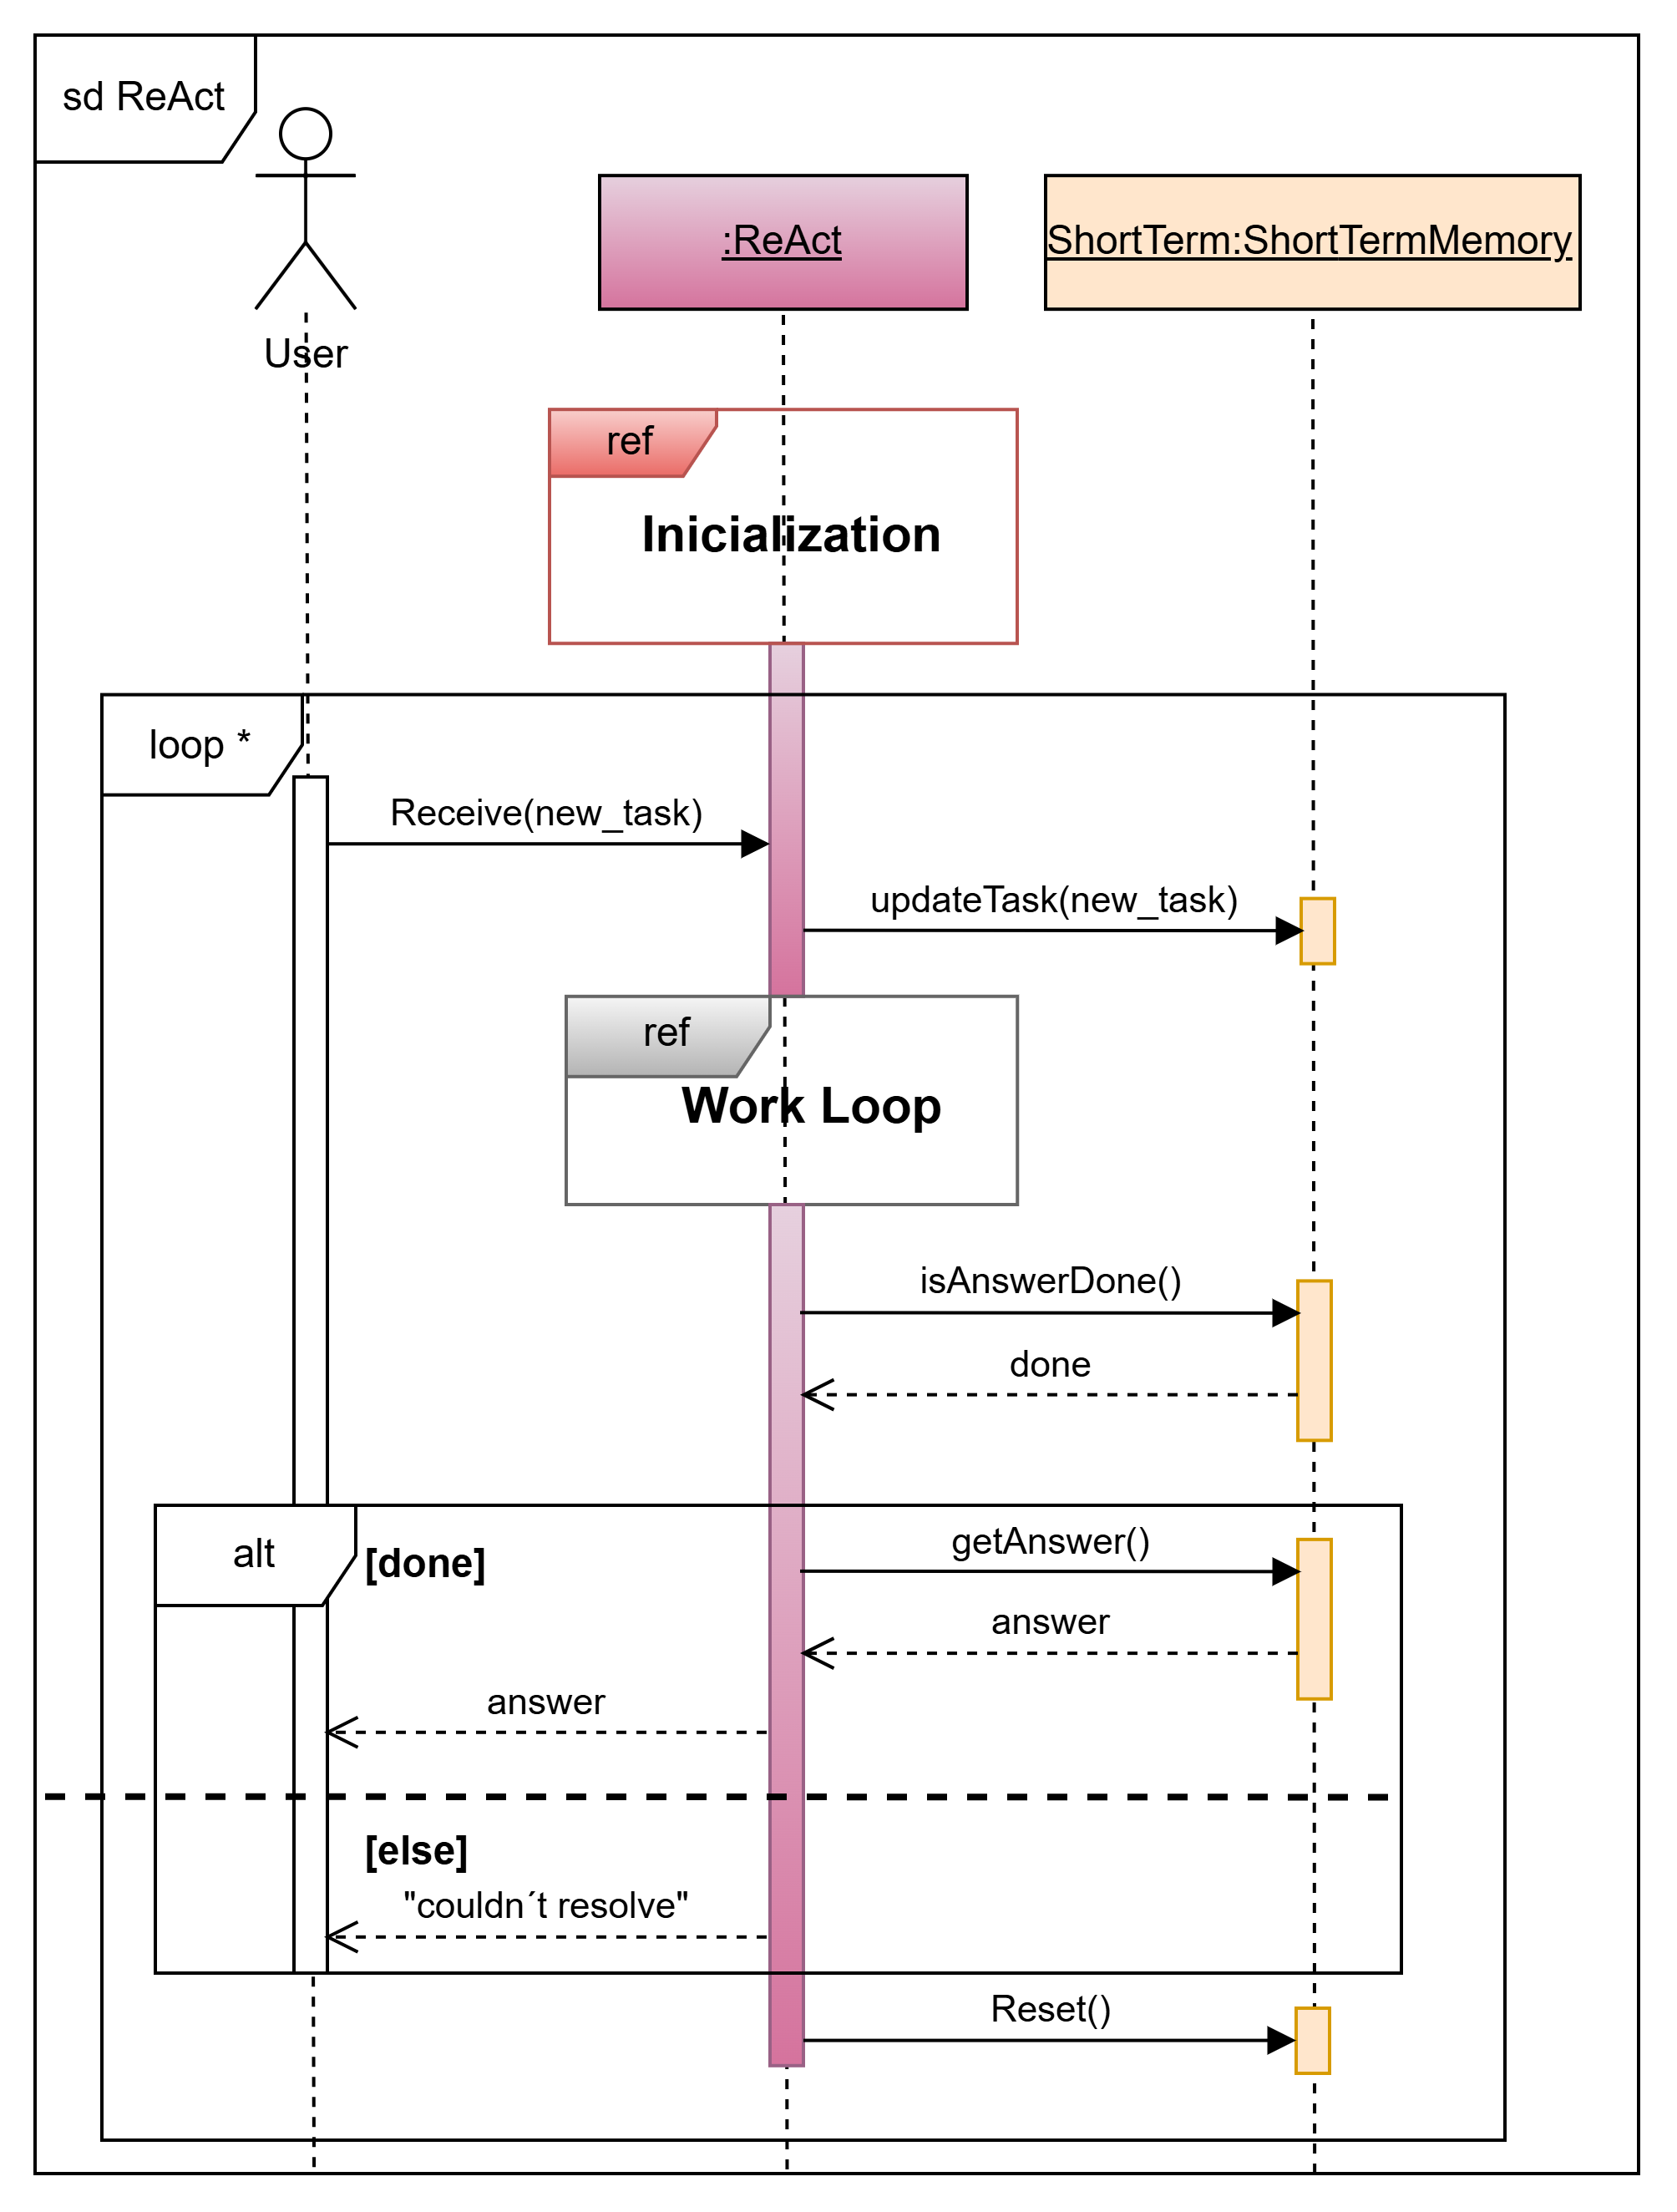 sd ReAct
User
:ReAct
ShortTerm:ShortTermMemory
ref
Inicialization
loop *
Receive(new_task)
updateTask(new_task)
ref
Work Loop
isAnswerDone()
done
alt
[done]
getAnswer()
answer
answer
[else]
"couldn´t resolve"
Reset()